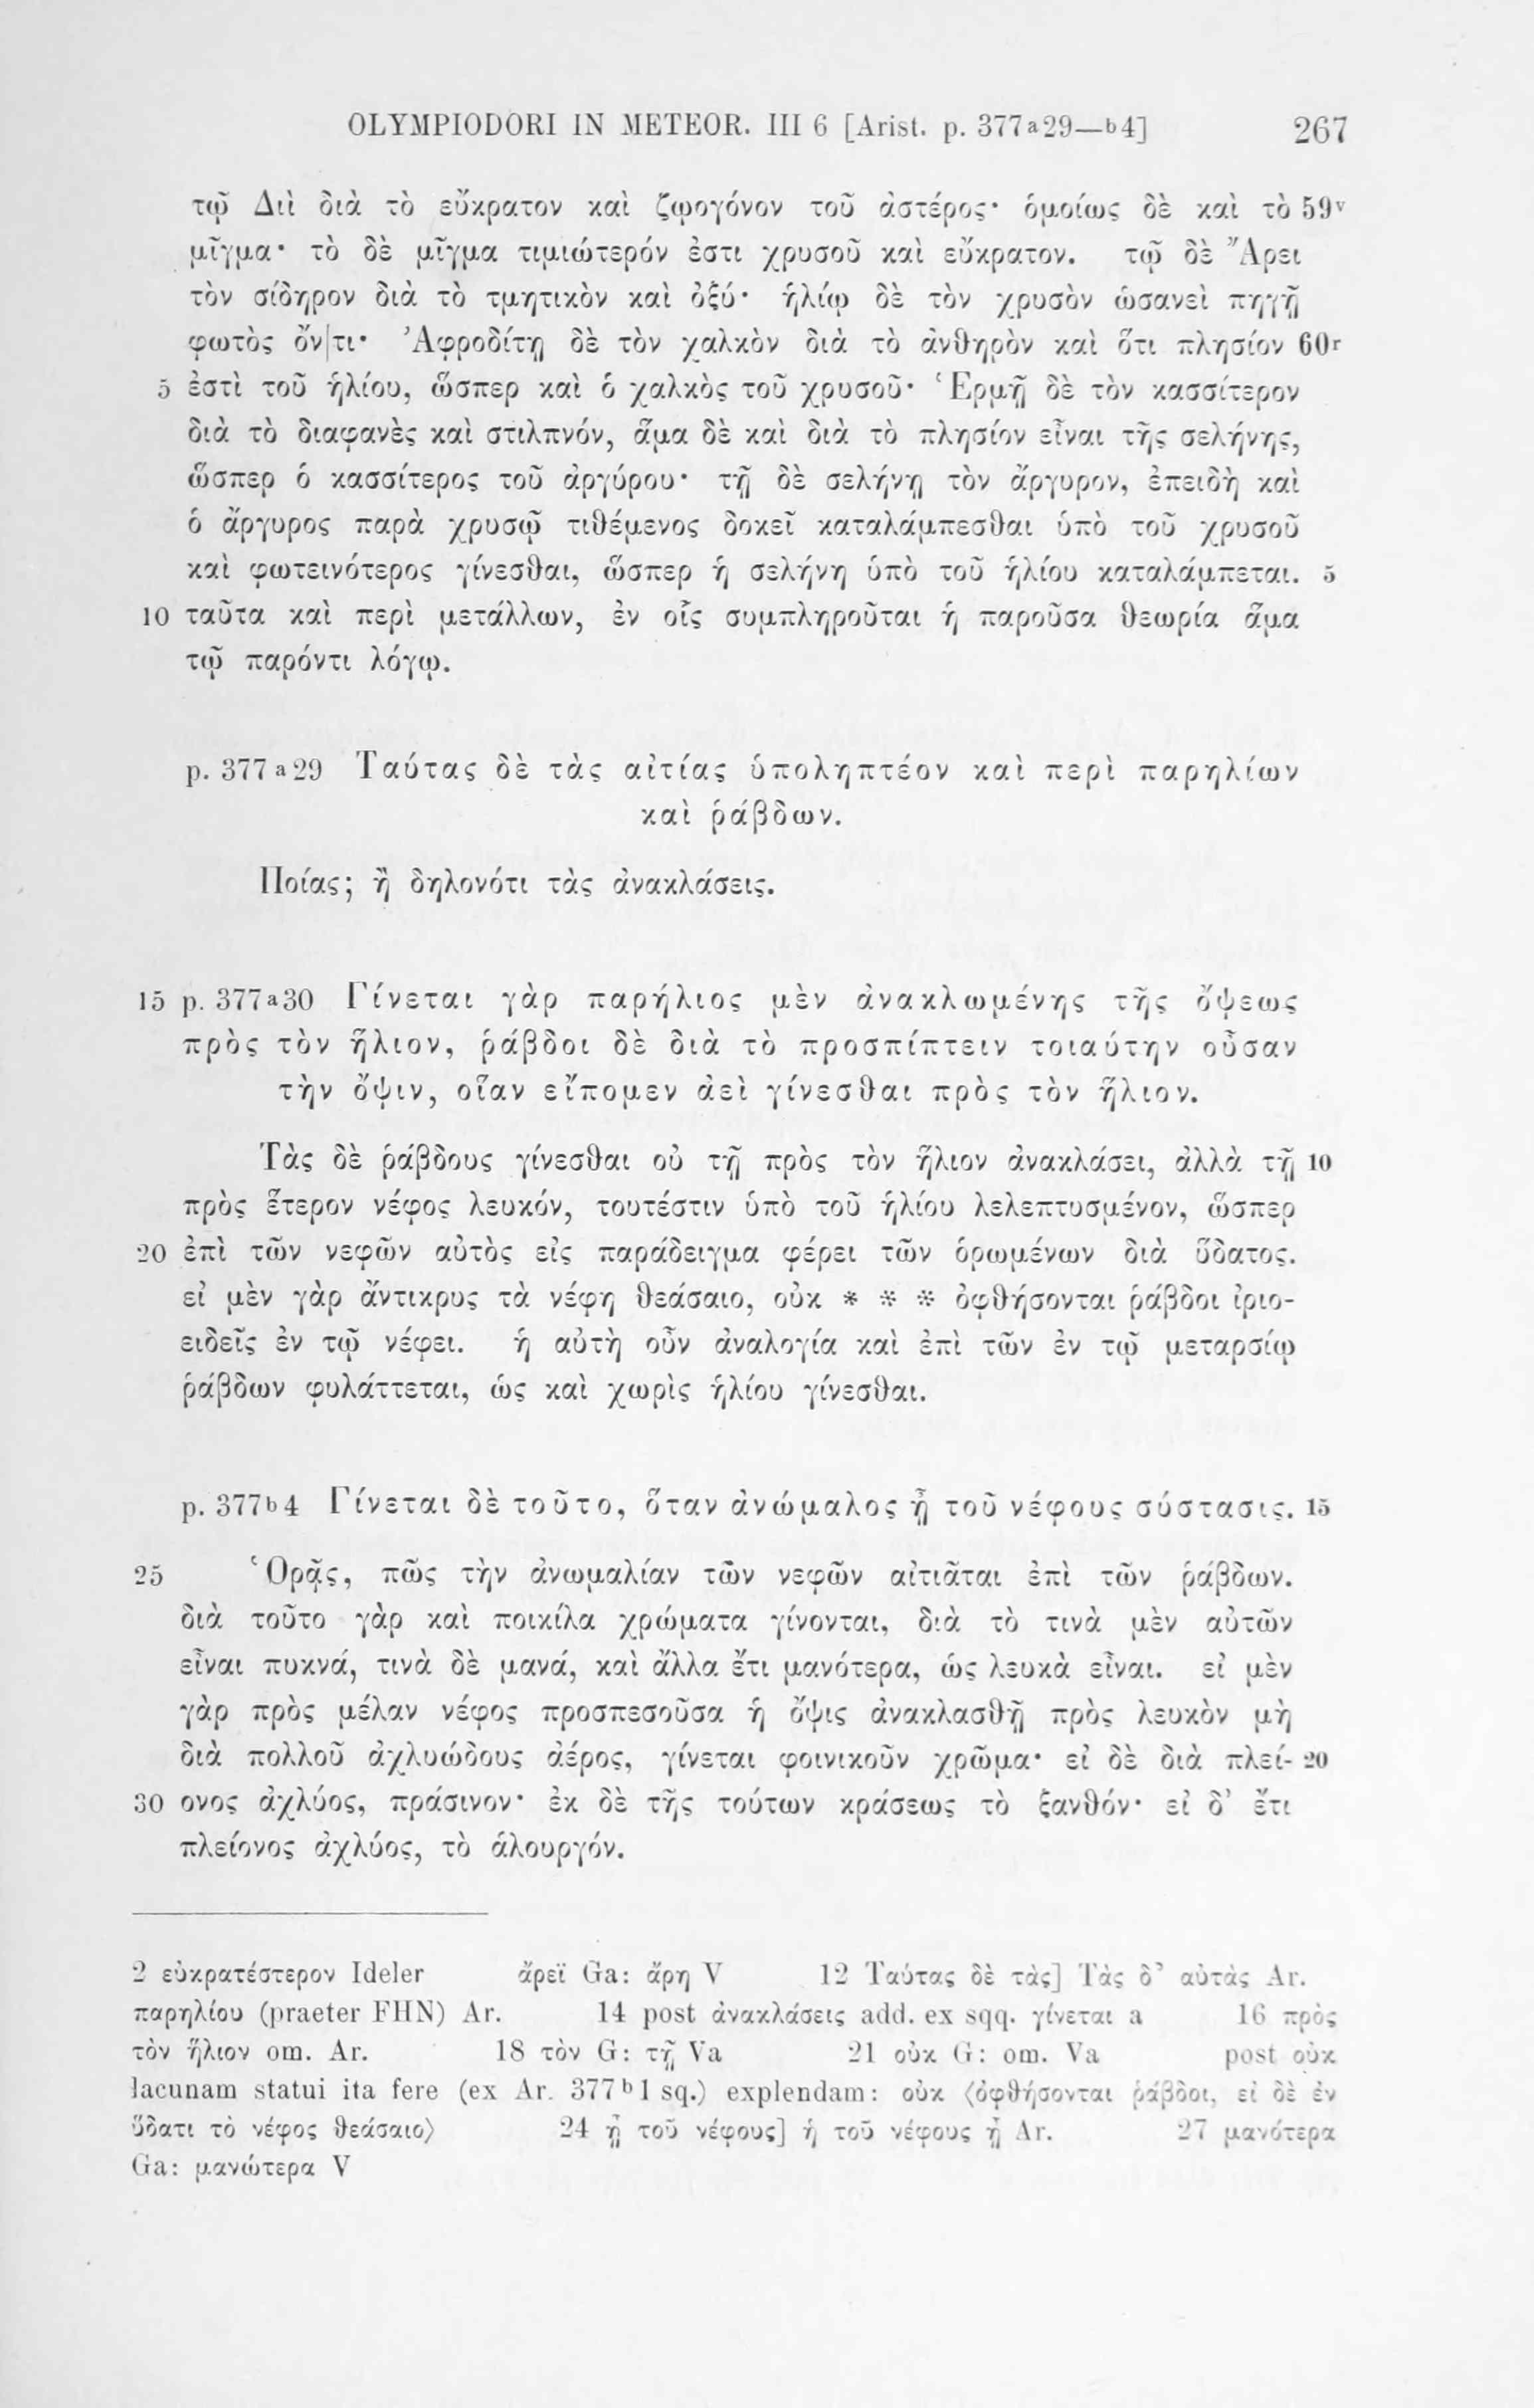 OLYMPIODORI IN METEOR. III 6 [Arist. p. 377a29—b4] 267
τῷ Διὶ διὰ τὸ εὔκρατον καὶ ζῳογόνον τοῦ ἀστέρος· ὁμοίως δὲ καὶ τὸ 59v
μῖγμα· τὸ δὲ μῖγμα τιμιώτερόν ἐστι χρυσοῦ καὶ εὔκρατον. τῷ δὲ Ἄρει
τὸν σίδηρον διὰ τὸ τμητικὸν καὶ ὀξύ· ἡλίῳ δὲ τὸν χρυσὸν ὡσανεὶ πηγῇ
φωτὸς ὄν|τι· Ἀφροδίτῃ δὲ τὸν χαλκὸν διὰ τὸ ἀνθηρὸν καὶ ὅτι πλησίον 60r
5 ἐστὶ τοῦ ἡλίου, ὥσπερ καὶ ὁ χαλκὸς τοῦ χρυσοῦ· Ἑρμῇ δὲ τὸν κασσίτερον
διὰ τὸ διαφανὲς καὶ στιλπνόν, ἅμα δὲ καὶ διὰ τὸ πλησίον εἶναι τῆς σελήνης,
ὥσπερ ὁ κασσίτερος τοῦ ἀργύρου· τῇ δὲ σελήνῃ τὸν ἄργυρον, ἐπειδὴ καὶ
ὁ ἄργυρος παρὰ χρυσῷ τιθέμενος δοκεῖ καταλάμπεσθαι ὑπὸ τοῦ χρυσοῦ
καὶ φωτεινότερος γίνεσθαι, ὥσπερ ἡ σελήνη ὑπὸ τοῦ ἡλίου καταλάμπεται. 5
10 ταῦτα καὶ περὶ μετάλλων, ἐν οἷς συμπληροῦται ἡ παροῦσα θεωρία ἅμα
τῷ παρόντι λόγῳ.
p. 377a29 Ταύτας δὲ τὰς αἰτίας ὑποληπτέον καὶ περὶ παρηλίων
καὶ ῥάβδων.
Ποίας; ἢ δηλονότι τὰς ἀνακλάσεις.
15 p. 377a30 Γίνεται γὰρ παρήλιος μὲν ἀνακλωμένης τῆς ὄψεως
πρὸς τὸν ἥλιον, ῥάβδοι δὲ διὰ τὸ προσπίπτειν τοιαύτην οὖσαν
τὴν ὄψιν, οἵαν εἴπομεν ἀεὶ γίνεσθαι πρὸς τὸν ἥλιον.
Τὰς δὲ ῥάβδους γίνεσθαι οὐ τῇ πρὸς τὸν ἥλιον ἀνακλάσει, ἀλλὰ τῇ 10
πρὸς ἕτερον νέφος λευκόν, τουτέστιν ὑπὸ τοῦ ἡλίου λελεπτυσμένον, ὥσπερ
20 ἐπὶ τῶν νεφῶν αὐτὸς εἰς παράδειγμα φέρει τῶν ὁρωμένων διὰ ὕδατος.
εἰ μὲν γὰρ ἄντικρυς τὰ νέφη θεάσαιο, οὐκ * * * ὀφθήσονται ῥάβδοι ἰριο-
ειδεῖς ἐν τῷ νέφει. ἡ αὐτὴ οὖν ἀναλογία καὶ ἐπὶ τῶν ἐν τῷ μεταρσίῳ
ῥάβδων φυλάττεται, ὡς καὶ χωρὶς ἡλίου γίνεσθαι.
p. 377b4 Γίνεται δὲ τοῦτο, ὅταν ἀνώμαλος ᾖ τοῦ νέφους σύστασις. 15
25 Ὁρᾷς, πῶς τὴν ἀνωμαλίαν τῶν νεφῶν αἰτιᾶται ἐπὶ τῶν ῥάβδων.
διὰ τοῦτο γὰρ καὶ ποικίλα χρώματα γίνονται, διὰ τὸ τινὰ μὲν αὐτῶν
εἶναι πυκνά, τινὰ δὲ μανά, καὶ ἄλλα ἔτι μανότερα, ὡς λευκὰ εἶναι. εἰ μὲν
γὰρ πρὸς μέλαν νέφος προσπεσοῦσα ἡ ὄψις ἀνακλασθῇ πρὸς λευκὸν μὴ
διὰ πολλοῦ ἀχλυώδους ἀέρος, γίνεται φοινικοῦν χρῶμα· εἰ δὲ διὰ πλεί- 20
30 ονος ἀχλύος, πράσινον· ἐκ δὲ τῆς τούτων κράσεως τὸ ξανθόν· εἰ δ’ ἔτι
πλείονος ἀχλύος, τὸ ἁλουργόν.
2 εὐκρατέστερον Ideler ἄρεϊ Ga: ἄρη V 12 Ταύτας δὲ τὰς] Τὰς δ’ αὐτὰς Ar.
παρηλίου (praeter FHN) Ar. 14 post ἀνακλάσεις add. ex sqq. γίνεται a 16 πρὸς
τὸν ἥλιον om. Ar. 18 τὸν G: τῇ Va 21 οὐκ G: om. Va post οὐκ
lacunam statui ita fere (ex Ar. 377b1 sq.) explendam: οὐκ ⟨ὀφθήσονται ῥάβδοι, εἰ δὲ ἐν
ὕδατι τὸ νέφος θεάσαιο⟩ 24 ᾖ τοῦ νέφους] ἡ τοῦ νέφους ᾖ Ar. 27 μανότερα
Ga: μανώτερα V